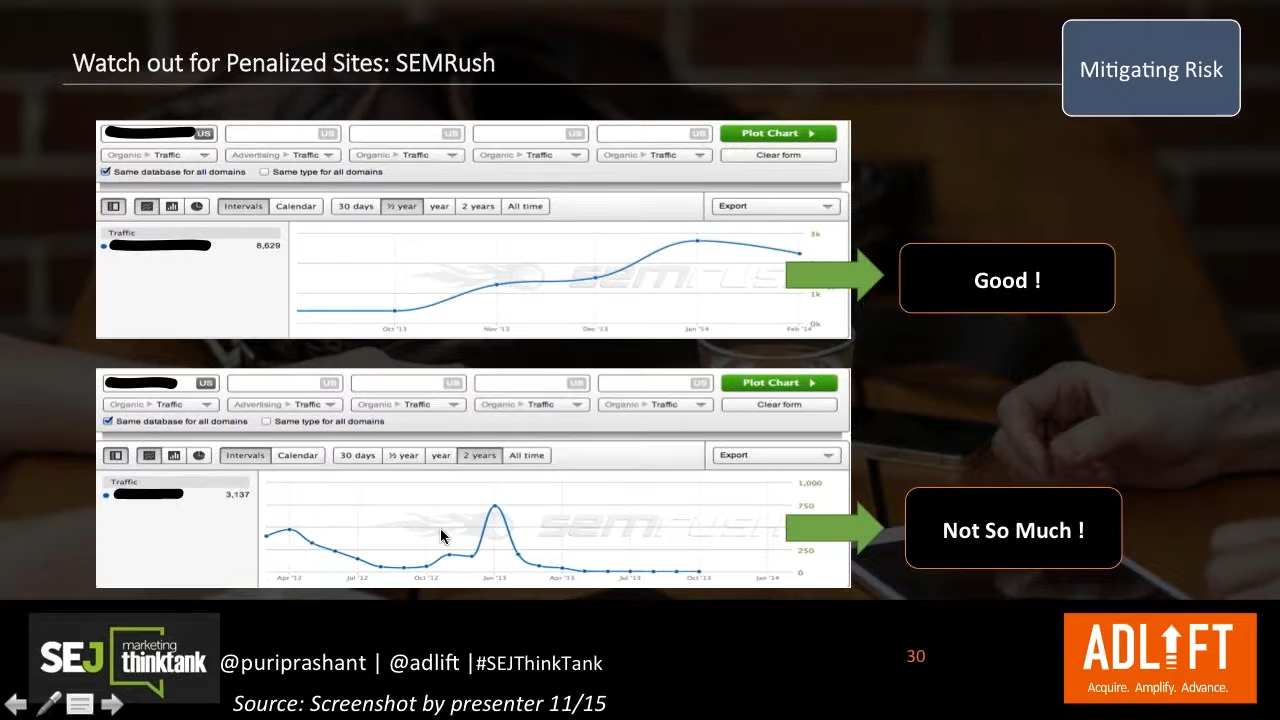 Watch out for Penalized Sites: SEMRush
Mitigating Risk
US US US US US Plot Chart
Organic Traffic Advertising Traffic Organic Traffic Organic Traffic Organic Traffic Clear form
Same database for all domains Same type for all domains
Intervals Calendar 30 days ½ year year 2 years All time Export
Traffic
8,629
3k
semrush
1k
0k
Oct '13 Nov '13 Dec '13 Jan '14 Feb '14
Good !
US US US US US Plot Chart
Organic Traffic Advertising Traffic Organic Traffic Organic Traffic Organic Traffic Clear form
Same database for all domains Same type for all domains
Intervals Calendar 30 days ½ year year 2 years All time Export
Traffic
3,137
1,000
750
semrush
250
0
Apr '12 Jul '12 Oct '12 Jan '13 Apr '13 Jul '13 Oct '13 Jan '14
Not So Much !
SEJ marketing thinktank
@puriprashant | @adlift |#SEJThinkTank
30
Source: Screenshot by presenter 11/15
ADLIFT
Acquire. Amplify. Advance.